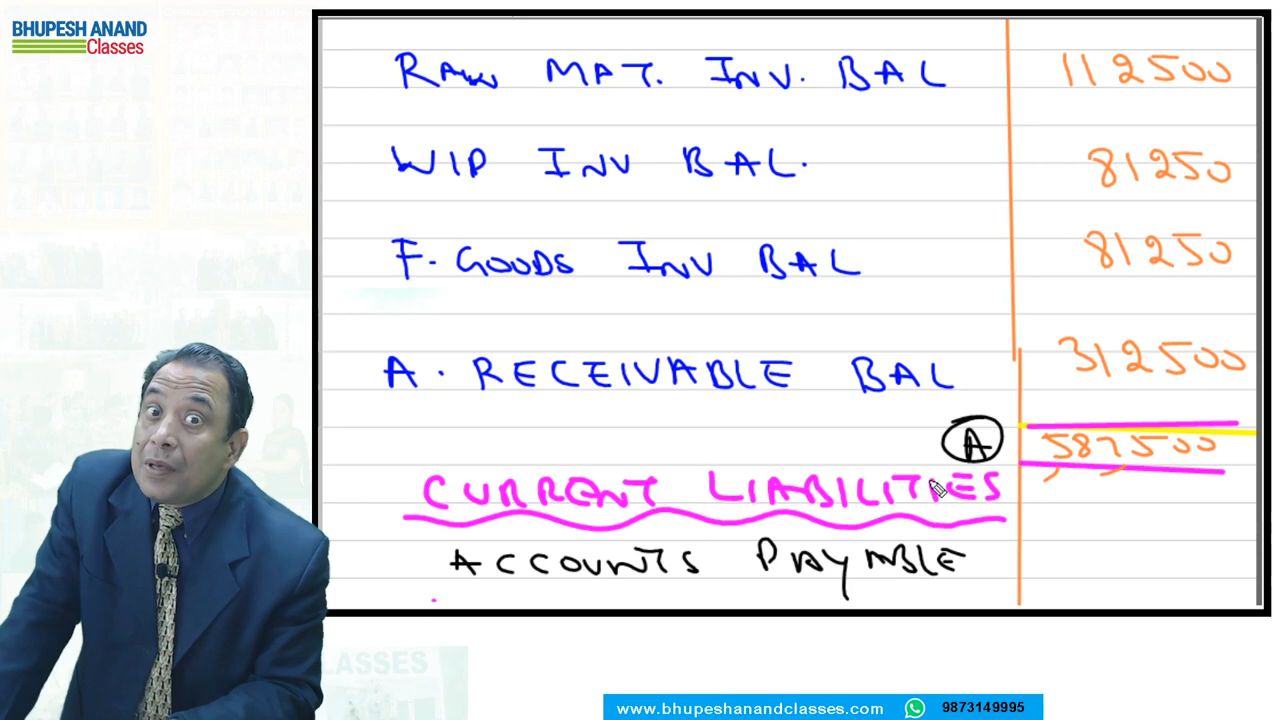 BHUPESH ANAND
Classes
RAW MAT. INV. BAL 112500
WIP INV BAL. 81250
F. GOODS INV BAL 81250
A. RECEIVABLE BAL 312500
A 587500
CURRENT LIABILITIES
ACCOUNTS PAYABLE
LASSES
www.bhupeshanandclasses.com 9873149995